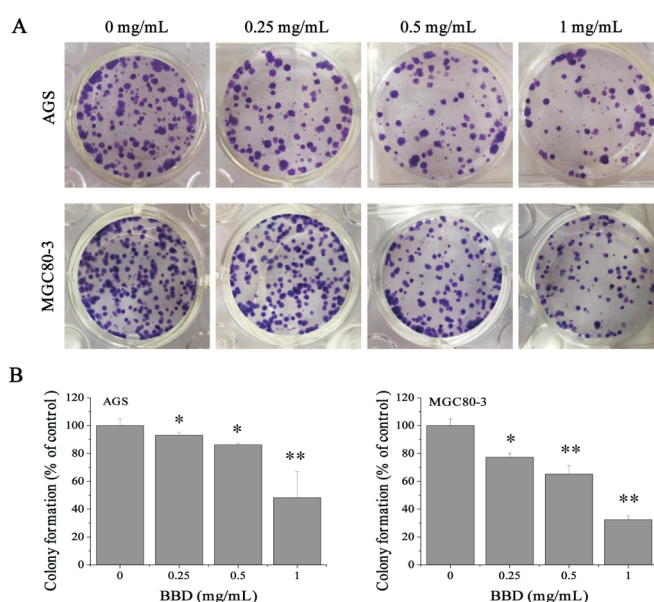 A
0 mg/mL 0.25 mg/mL 0.5 mg/mL 1 mg/mL
AGS
MGC80-3
B
Colony formation (% of control )
120
100
80
60
40
20
0
AGS
* * **
0 0.25 0.5 1
BBD (mg/mL)
Colony formation (% of control )
120
100
80
60
40
20
0
MGC80-3
* ** **
0 0.25 0.5 1
BBD (mg/mL)